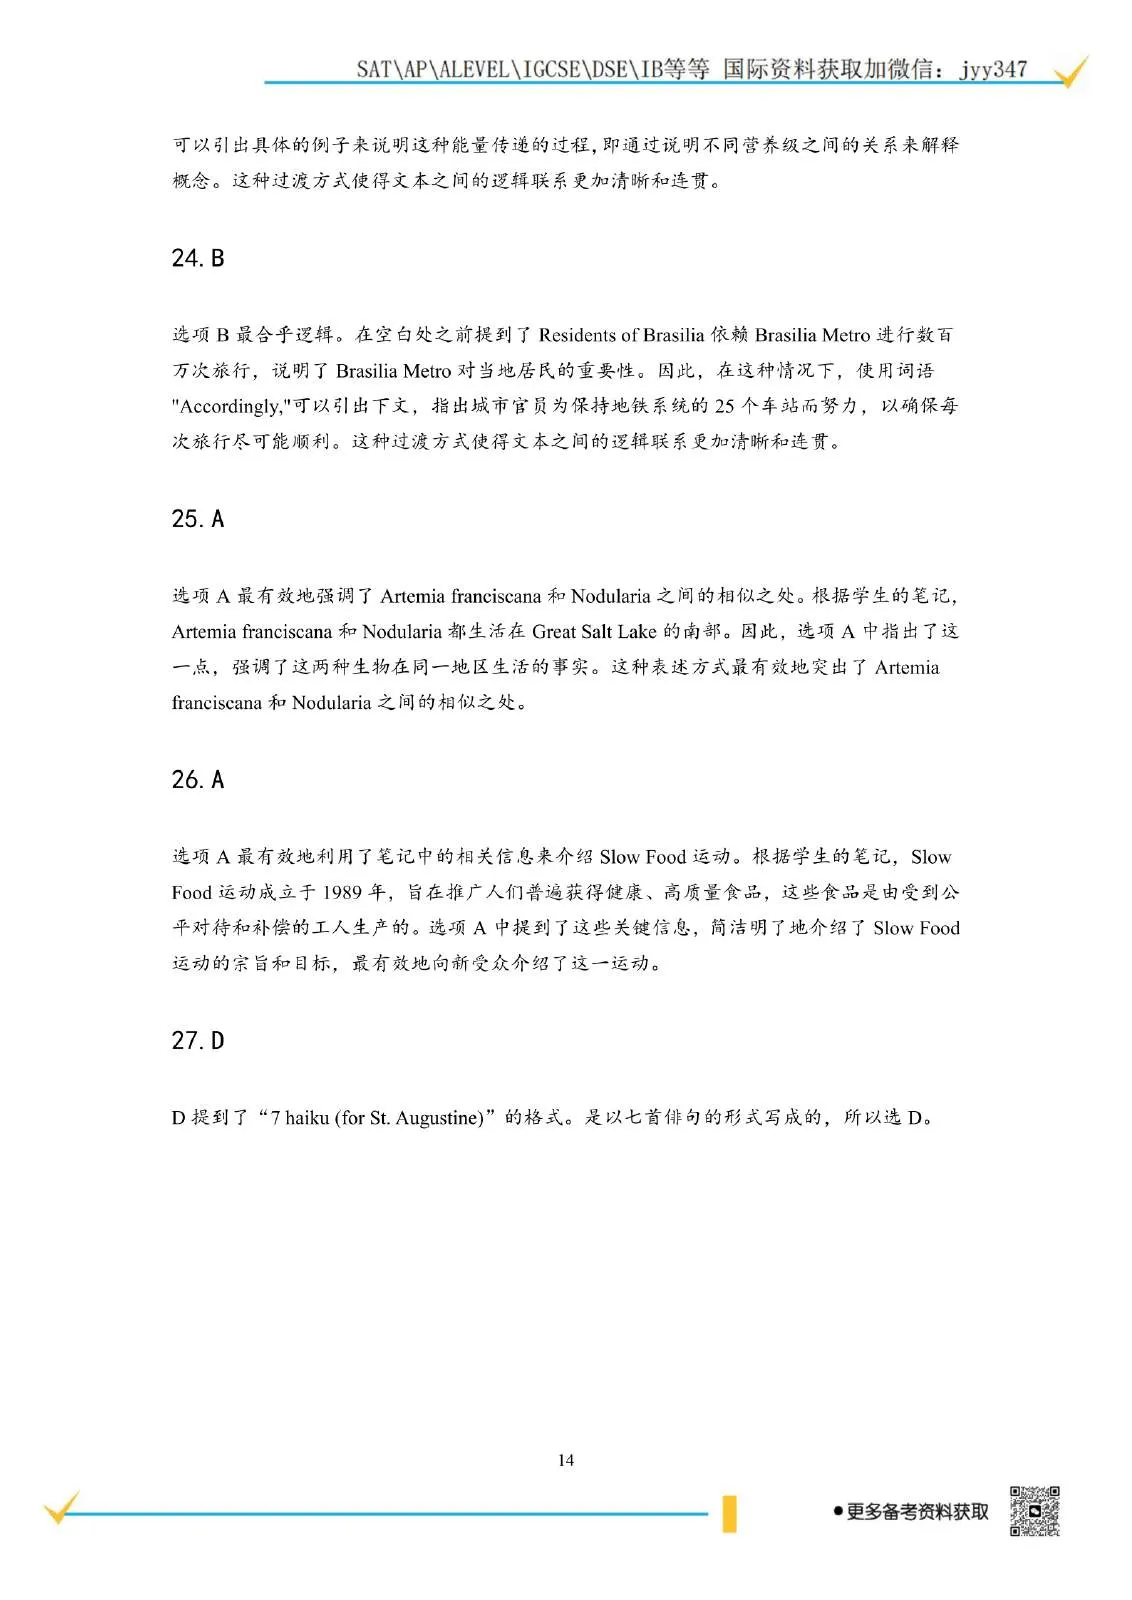 SAT\AP\ALEVEL\IGCSE\DSE\IB等等 国际资料获取加微信：jyy347
可以引出具体的例子来说明这种能量传递的过程，即通过说明不同营养级之间的关系来解释
概念。这种过渡方式使得文本之间的逻辑联系更加清晰和连贯。
24. B
选项 B 最合乎逻辑。在空白处之前提到了 Residents of Brasilia 依赖 Brasilia Metro 进行数百
万次旅行，说明了 Brasilia Metro 对当地居民的重要性。因此，在这种情况下，使用词语
"Accordingly,"可以引出下文，指出城市官员为保持地铁系统的 25 个车站而努力，以确保每
次旅行尽可能顺利。这种过渡方式使得文本之间的逻辑联系更加清晰和连贯。
25. A
选项 A 最有效地强调了 Artemia franciscana 和 Nodularia 之间的相似之处。根据学生的笔记，
Artemia franciscana 和 Nodularia 都生活在 Great Salt Lake 的南部。因此，选项 A 中指出了这
一点，强调了这两种生物在同一地区生活的事实。这种表述方式最有效地突出了 Artemia
franciscana 和 Nodularia 之间的相似之处。
26. A
选项 A 最有效地利用了笔记中的相关信息来介绍 Slow Food 运动。根据学生的笔记，Slow
Food 运动成立于 1989 年，旨在推广人们普遍获得健康、高质量食品，这些食品是由受到公
平对待和补偿的工人生产的。选项 A 中提到了这些关键信息，简洁明了地介绍了 Slow Food
运动的宗旨和目标，最有效地向新受众介绍了这一运动。
27. D
D 提到了“7 haiku (for St. Augustine)”的格式。是以七首俳句的形式写成的，所以选 D。
14
●更多备考资料获取